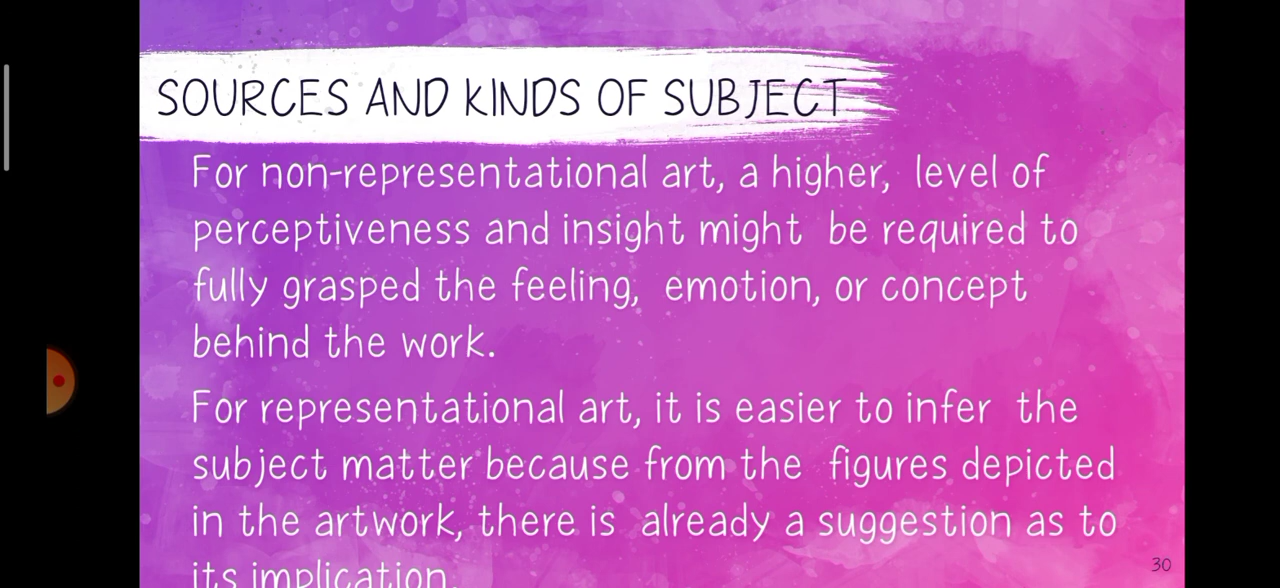 SOURCES AND KINDS OF SUBJECT
For non-representational art, a higher, level of
perceptiveness and insight might be required to
fully grasped the feeling, emotion, or concept
behind the work.
For representational art, it is easier to infer the
subject matter because from the figures depicted
in the artwork, there is already a suggestion as to
its implication.
30